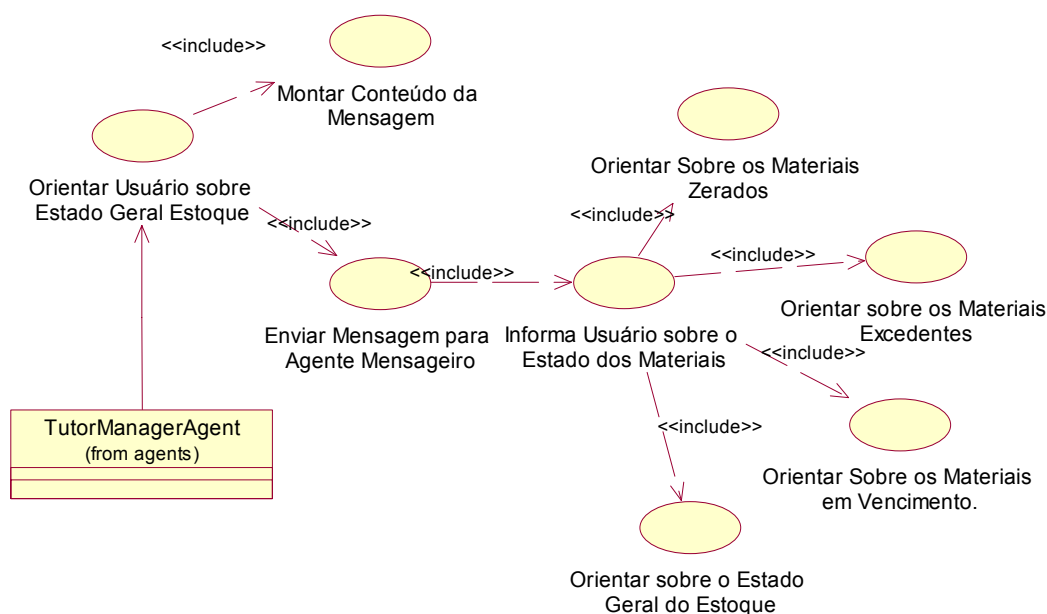 <<include>>
Montar Conteúdo da
Mensagem
Orientar Usuário sobre
Estado Geral Estoque
Orientar Sobre os Materiais
Zerados
<<include>>
<<include>>
<<include>>
<<include>>
Enviar Mensagem para
Agente Mensageiro
Informa Usuário sobre o
Estado dos Materiais
Orientar sobre os Materiais
Excedentes
<<include>>
TutorManagerAgent
(from agents)
<<include>>
Orientar Sobre os Materiais
em Vencimento.
Orientar sobre o Estado
Geral do Estoque